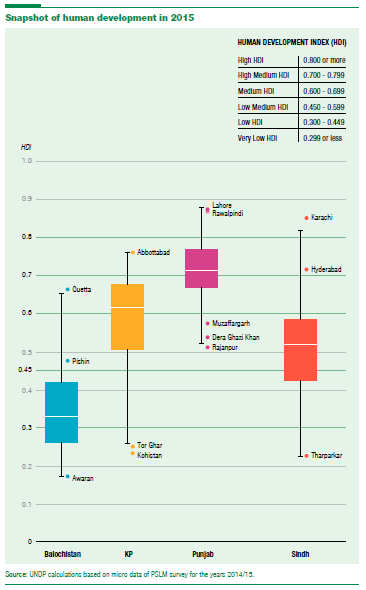 Snapshot of human development in 2015
HUMAN DEVELOPMENT INDEX (HDI)
High HDI 0.800 or more
High Medium HDI 0.700 - 0.799
Medium HDI 0.600 - 0.699
Low Medium HDI 0.450 - 0.599
Low HDI 0.300 - 0.449
Very Low HDI 0.299 or less
HDI
1.0
0.9
Lahore
Rawalpindi
Karachi
0.8
Abbottabad
Hyderabad
0.7
Quetta
0.6
Muzaffargarh
Dera Ghazi Khan
Rajanpur
0.5
Pishin
0.45
0.4
0.3
Tor Ghar
Kohistan
Tharparkar
0.2
Awaran
0.1
0
Balochistan KP Punjab Sindh
Source: UNDP calculations based on micro data of PSLM survey for the years 2014/15.